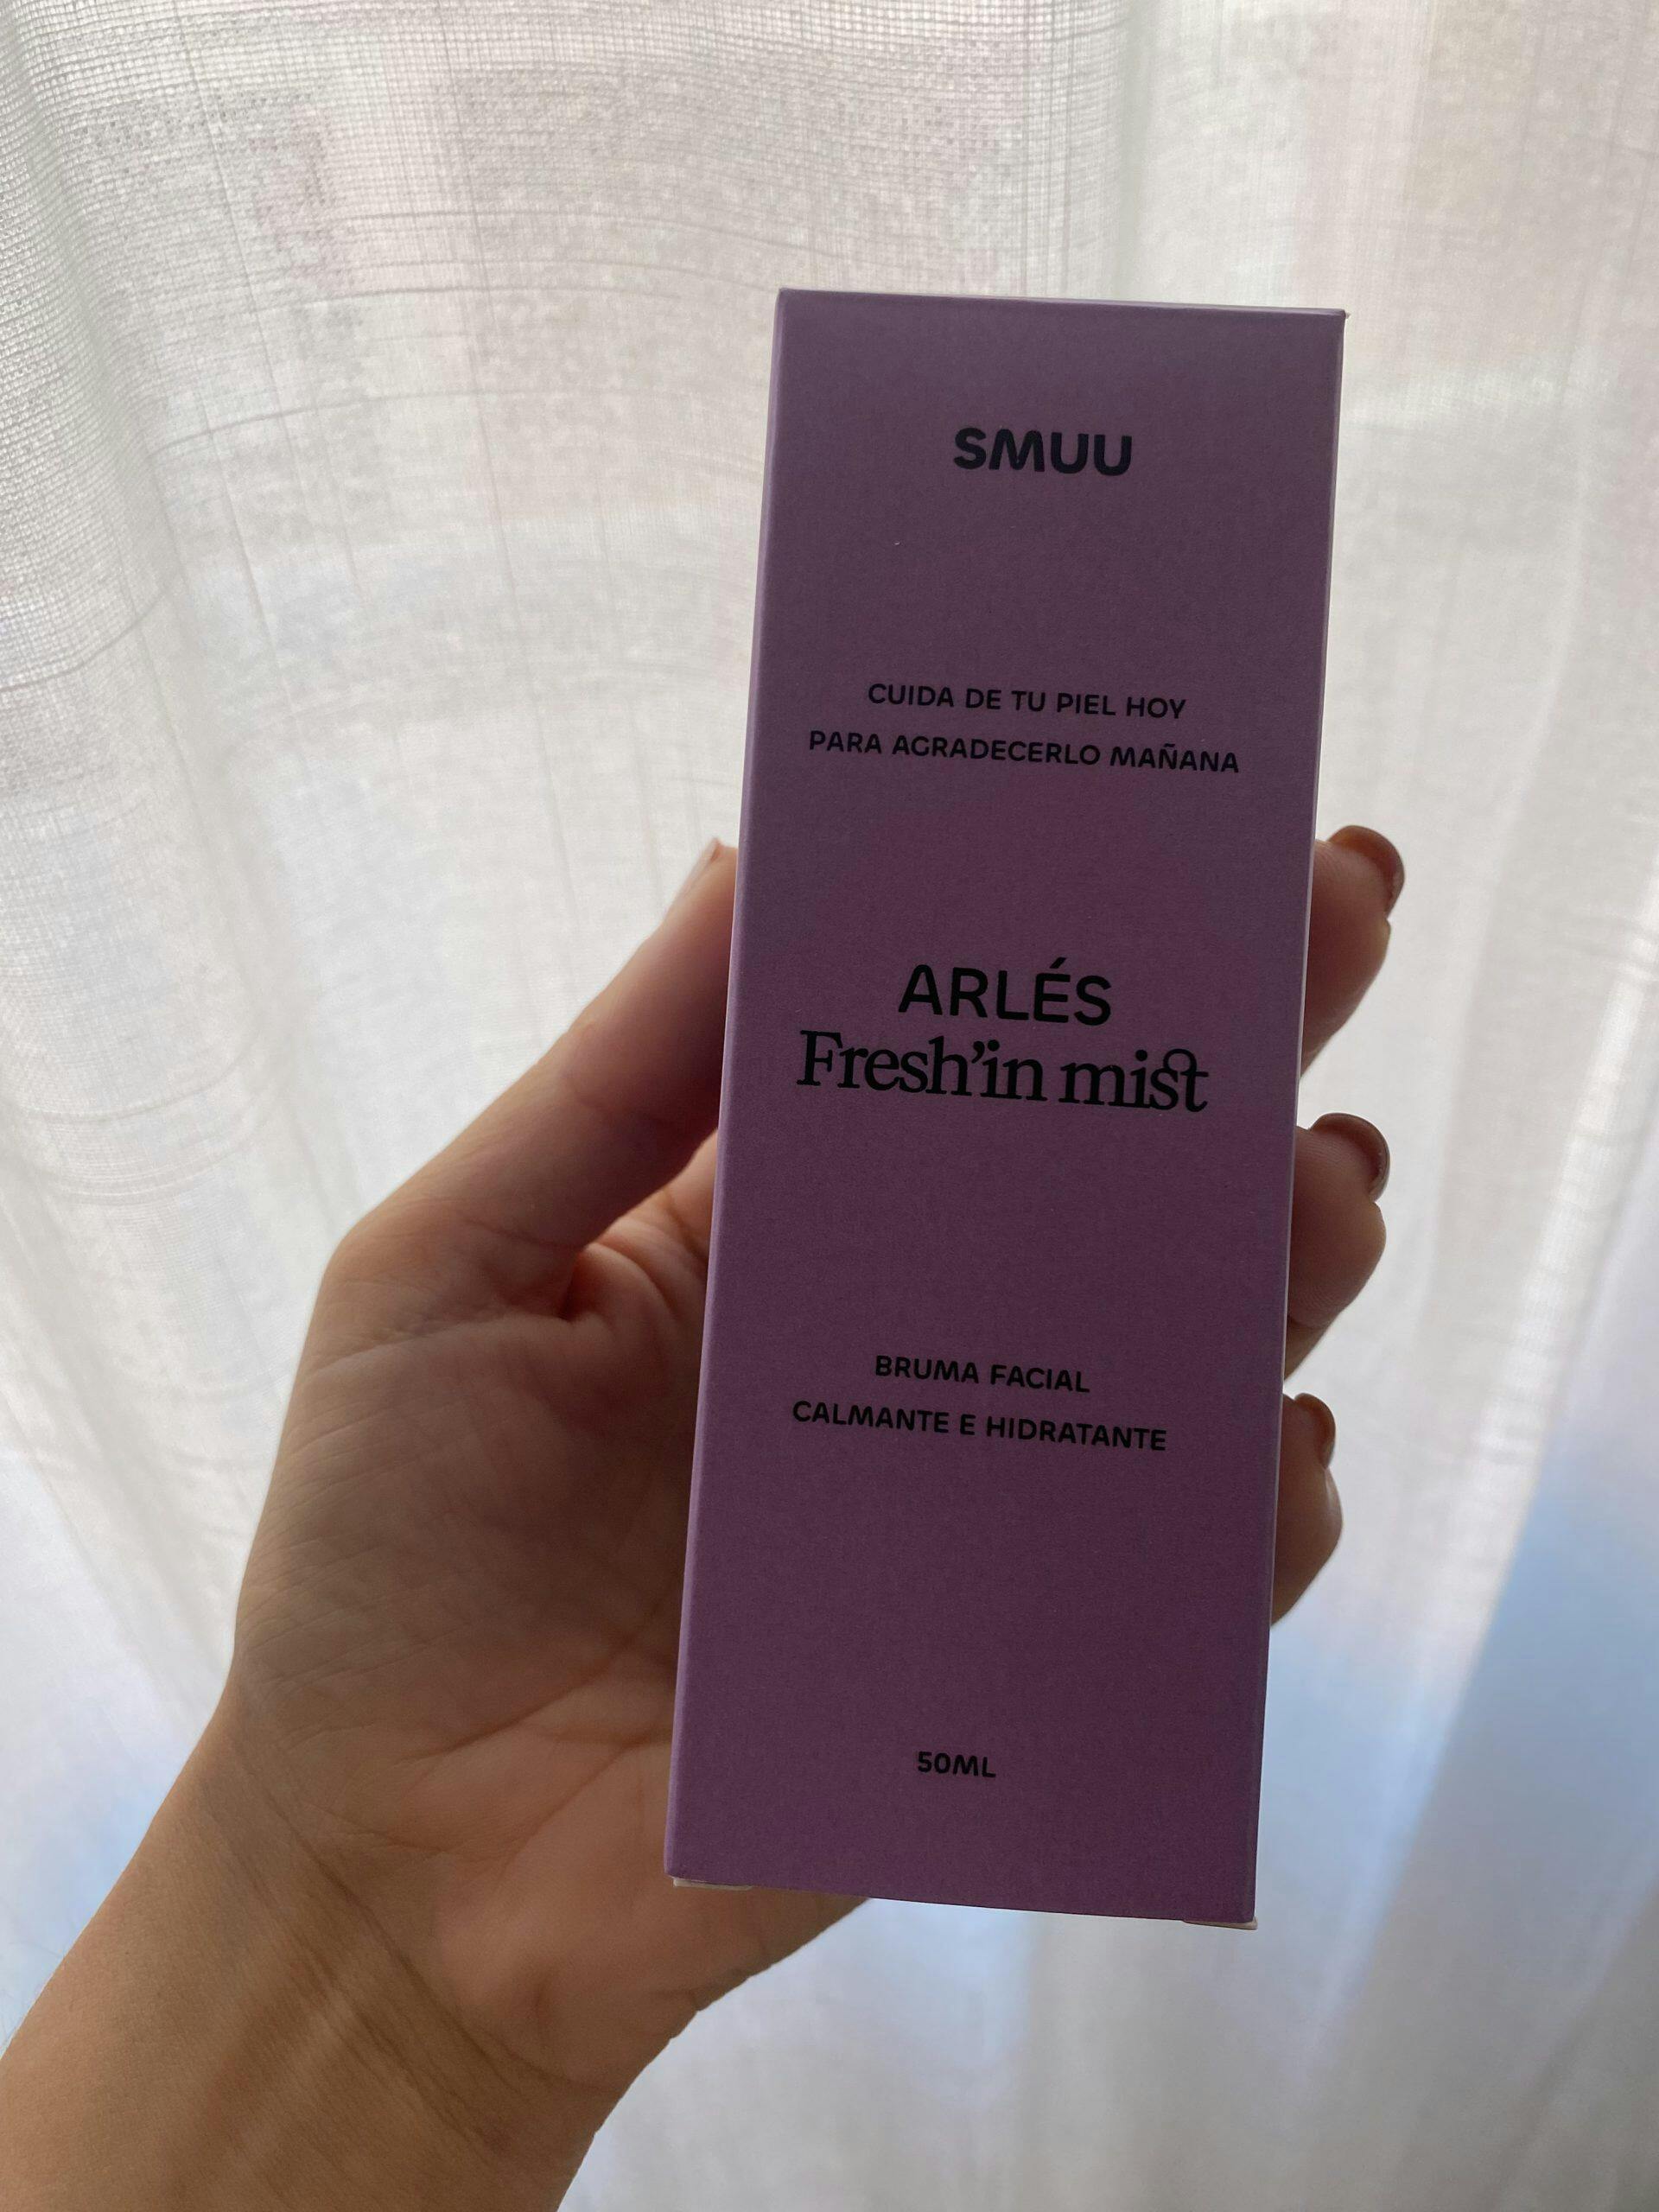 SMUU
CUIDA DE TU PIEL HOY
PARA AGRADECERLO MAÑANA
ARLÉS
Fresh’in mist
BRUMA FACIAL
CALMANTE E HIDRATANTE
50ML